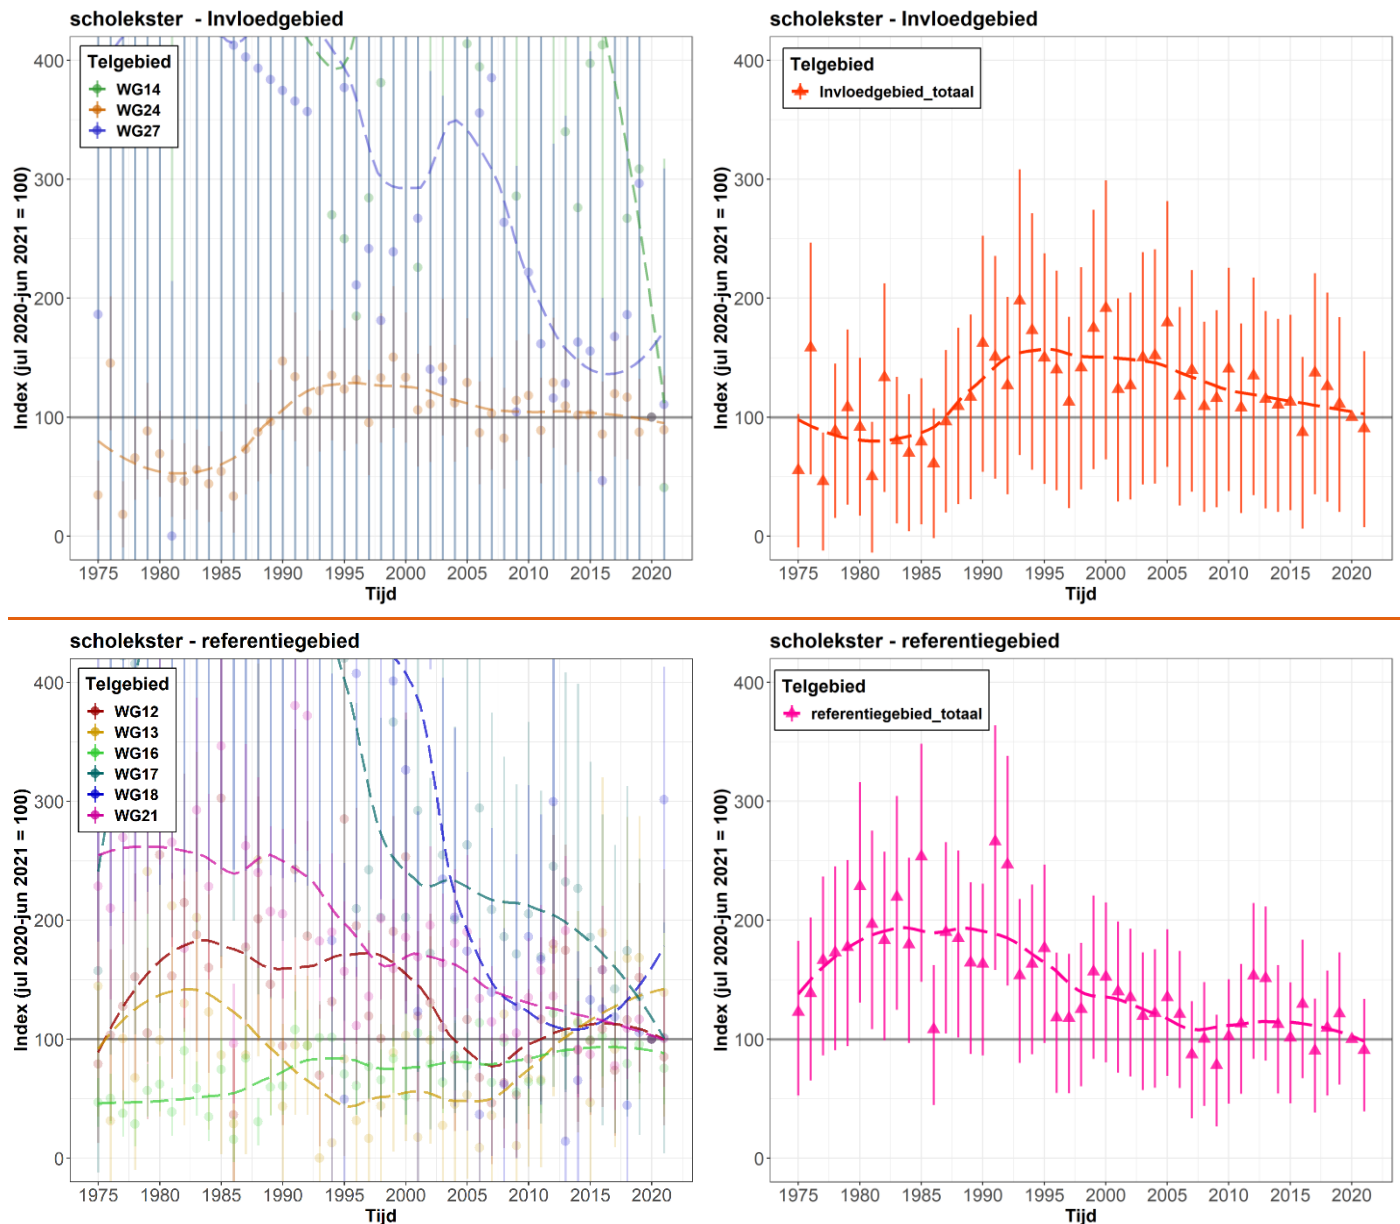 scholekster - Invloedgebied
Index (jul 2020-jun 2021 = 100)
400
300
200
100
0
Telgebied
WG14
WG24
WG27
1975 1980 1985 1990 1995 2000 2005 2010 2015 2020
Tijd
scholekster - Invloedgebied
Index (jul 2020-jun 2021 = 100)
400
300
200
100
0
Telgebied
Invloedgebied_totaal
1975 1980 1985 1990 1995 2000 2005 2010 2015 2020
Tijd
scholekster - referentiegebied
Index (jul 2020-jun 2021 = 100)
400
300
200
100
0
Telgebied
WG12
WG13
WG16
WG17
WG18
WG21
1975 1980 1985 1990 1995 2000 2005 2010 2015 2020
Tijd
scholekster - referentiegebied
Index (jul 2020-jun 2021 = 100)
400
300
200
100
0
Telgebied
referentiegebied_totaal
1975 1980 1985 1990 1995 2000 2005 2010 2015 2020
Tijd